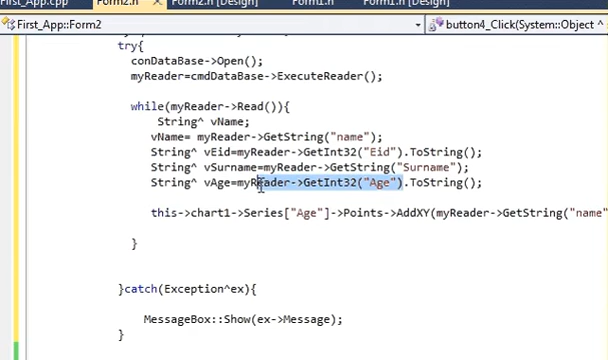 First_App.cpp Form2.h Form2.h [Design] Form1.h Form1.h [Design]
First_App::Form2 button4_Click(System::Object ^
try{
conDataBase->Open();
myReader=cmdDataBase->ExecuteReader();
while(myReader->Read()){
String^ vName;
vName= myReader->GetString("name");
String^ vEid=myReader->GetInt32("Eid").ToString();
String^ vSurname=myReader->GetString("Surname");
String^ vAge=myReader->GetInt32("Age").ToString();
this->chart1->Series["Age"]->Points->AddXY(myReader->GetString("name"
}
}catch(Exception^ex){
MessageBox::Show(ex->Message);
}